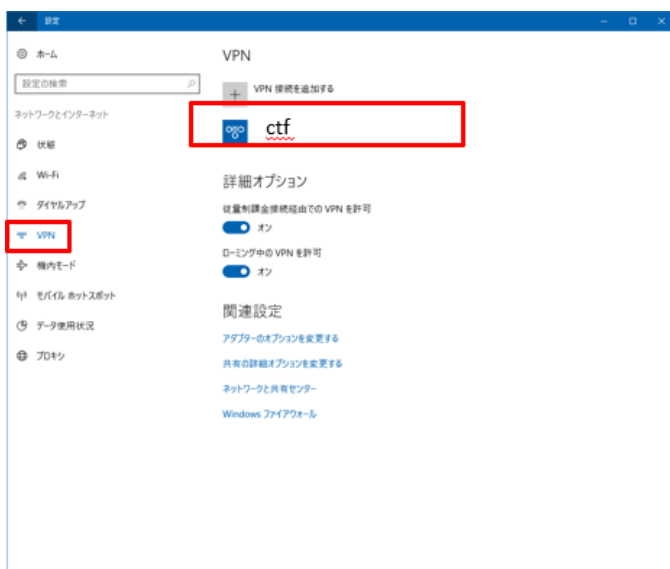 設定
ホーム
設定の検索
ネットワークとインターネット
状態
Wi-Fi
ダイヤルアップ
VPN
機内モード
モバイル ホットスポット
データ使用状況
プロキシ
VPN
VPN 接続を追加する
ctf
詳細オプション
従量制課金接続経由での VPN を許可
オン
ローミング中の VPN を許可
オン
関連設定
アダプターのオプションを変更する
共有の詳細オプションを変更する
ネットワークと共有センター
Windows ファイアウォール